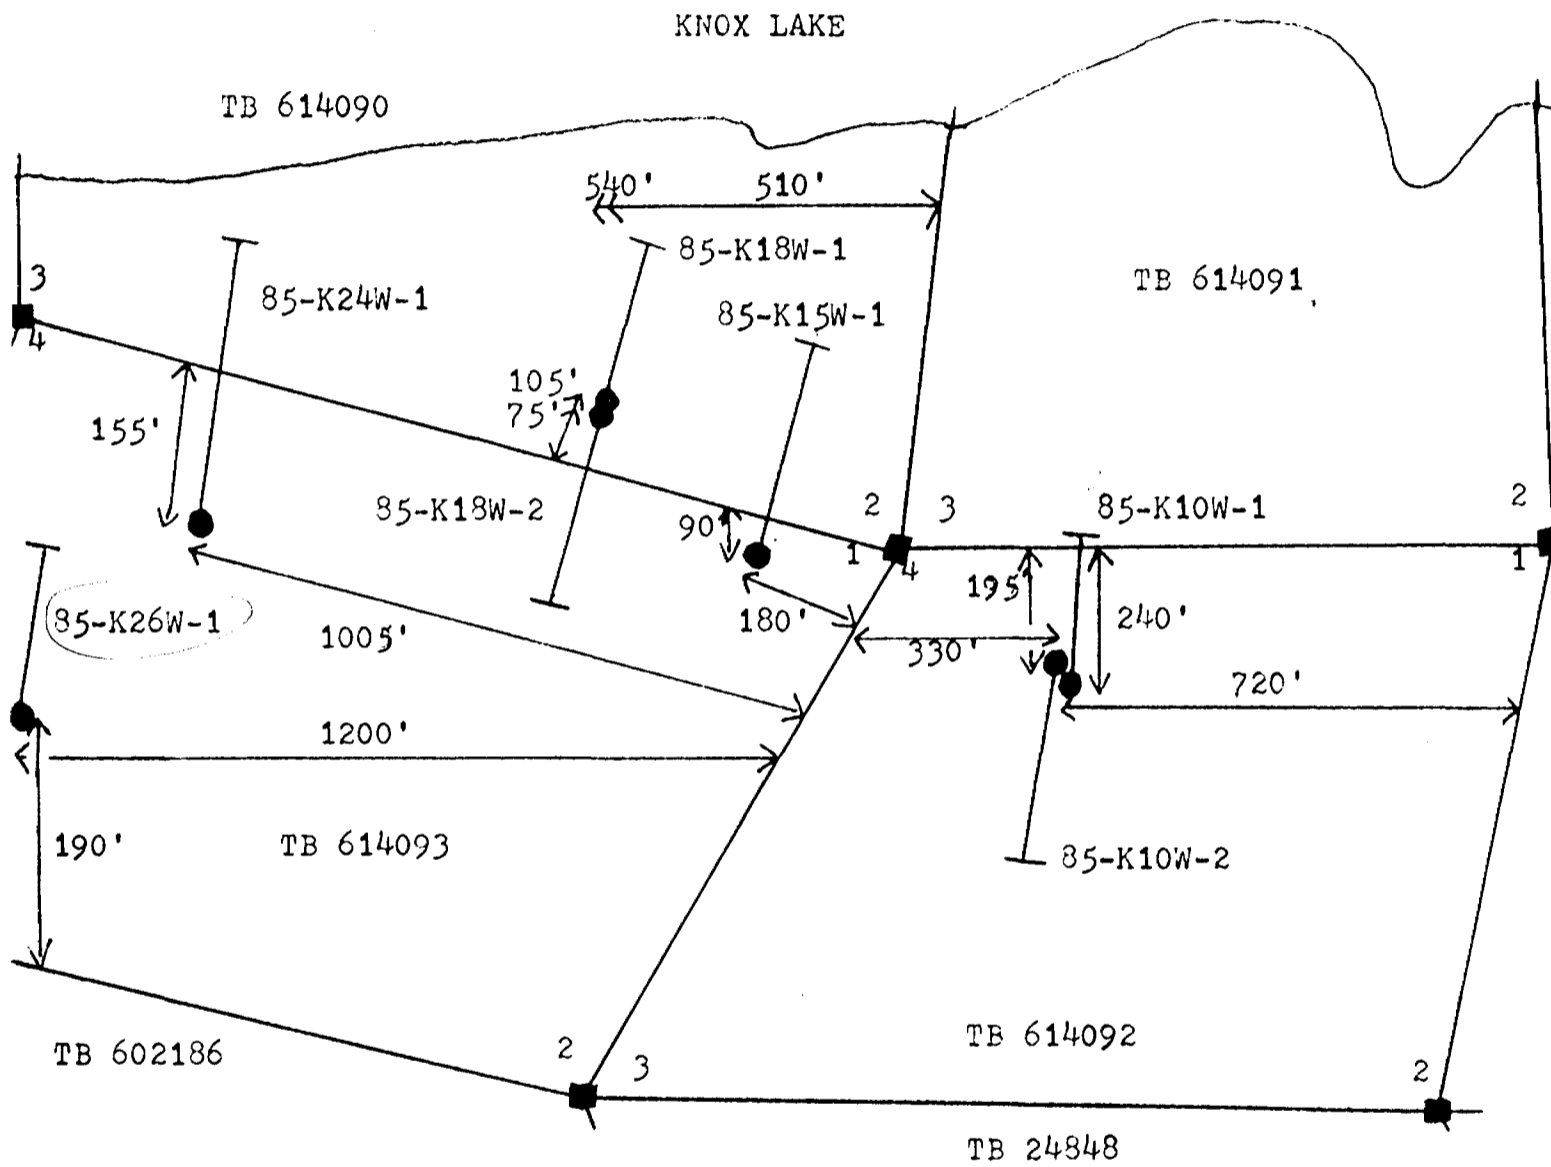 KNOX LAKE
TB 614090
540' 510'
85-K18W-1
3
85-K24W-1
TB 614091
85-K15W-1
4
105'
75'
155'
85-K18W-2
90'
2
3
85-K10W-1
2
1
4
1
195'
240'
85-K26W-1
1005'
180'
330'
720'
1200'
190'
TB 614093
85-K10W-2
TB 602186
2
3
TB 614092
2
TB 24848